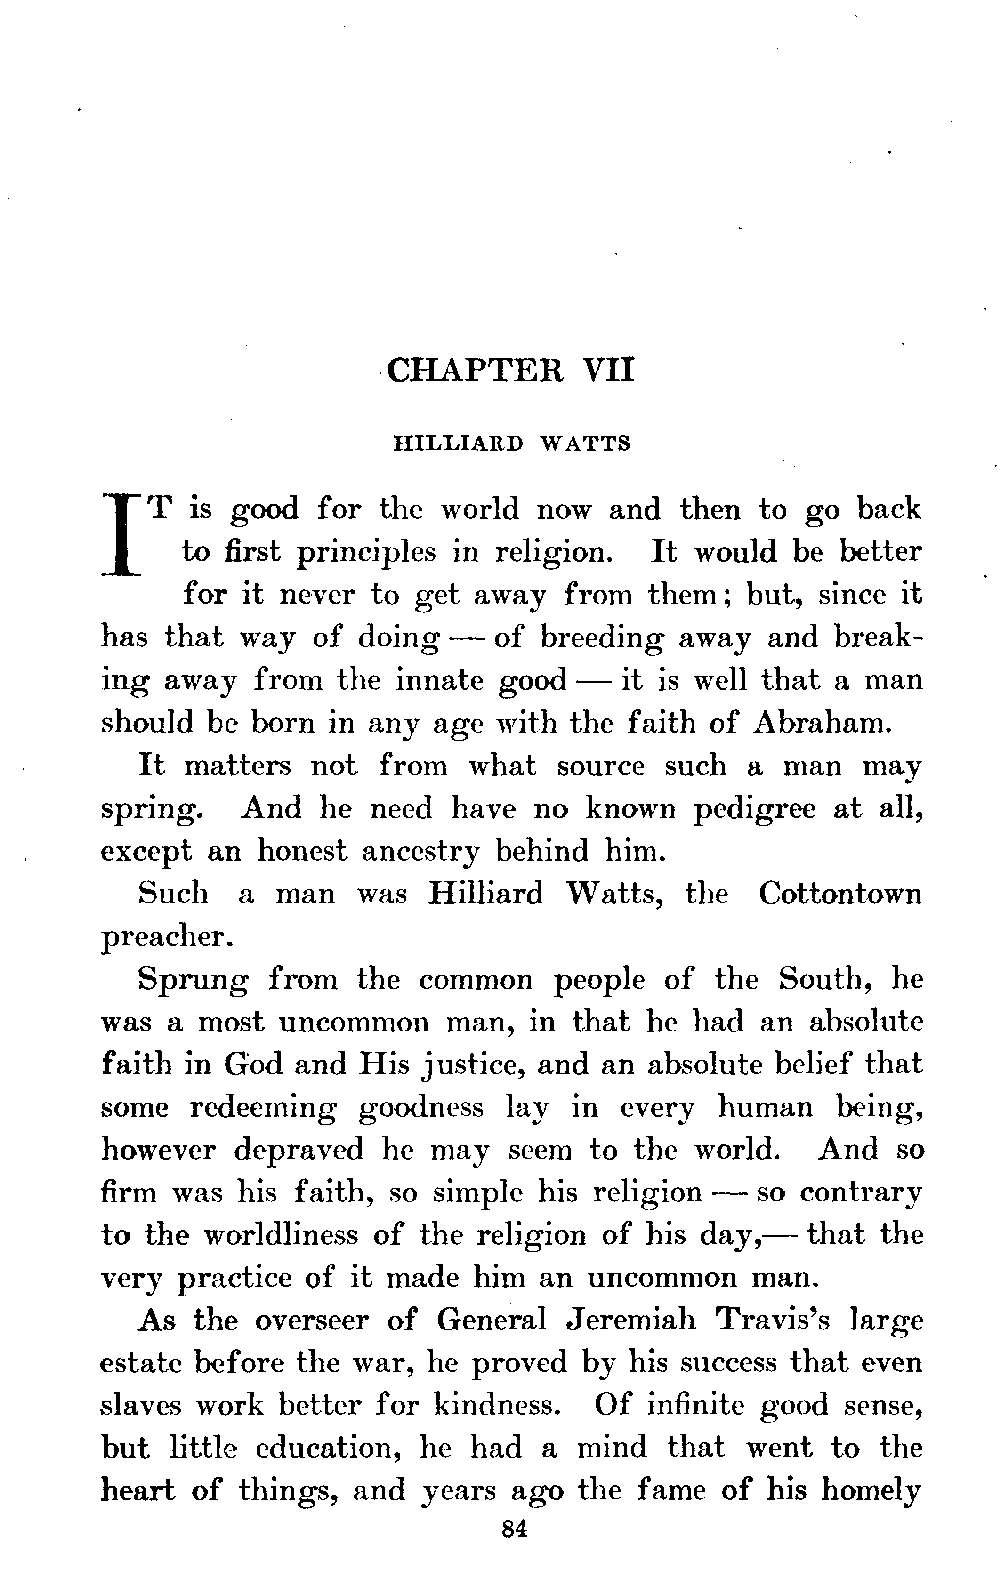 CHAPTER VII
HILLIARD WATTS
IT is good for the world now and then to go back
to first principles in religion. It would be better
for it never to get away from them; but, since it
has that way of doing — of breeding away and break-
ing away from the innate good — it is well that a man
should be born in any age with the faith of Abraham.
It matters not from what source such a man may
spring. And he need have no known pedigree at all,
except an honest ancestry behind him.
Such a man was Hilliard Watts, the Cottontown
preacher.
Sprung from the common people of the South, he
was a most uncommon man, in that he had an absolute
faith in God and His justice, and an absolute belief that
some redeeming goodness lay in every human being,
however depraved he may seem to the world. And so
firm was his faith, so simple his religion — so contrary
to the worldliness of the religion of his day,— that the
very practice of it made him an uncommon man.
As the overseer of General Jeremiah Travis's large
estate before the war, he proved by his success that even
slaves work better for kindness. Of infinite good sense,
but little education, he had a mind that went to the
heart of things, and years ago the fame of his homely
84